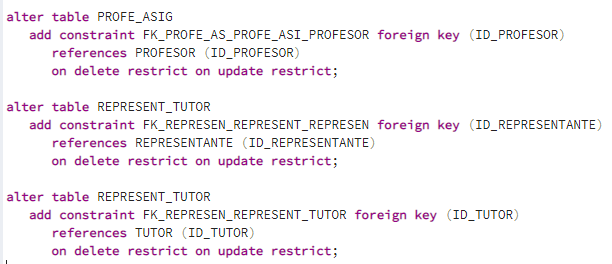 alter table PROFE_ASIG
   add constraint FK_PROFE_AS_PROFE_ASI_PROFESOR foreign key (ID_PROFESOR)
      references PROFESOR (ID_PROFESOR)
      on delete restrict on update restrict;

alter table REPRESENT_TUTOR
   add constraint FK_REPRESEN_REPRESENT_REPRESEN foreign key (ID_REPRESENTANTE)
      references REPRESENTANTE (ID_REPRESENTANTE)
      on delete restrict on update restrict;

alter table REPRESENT_TUTOR
   add constraint FK_REPRESEN_REPRESENT_TUTOR foreign key (ID_TUTOR)
      references TUTOR (ID_TUTOR)
      on delete restrict on update restrict;